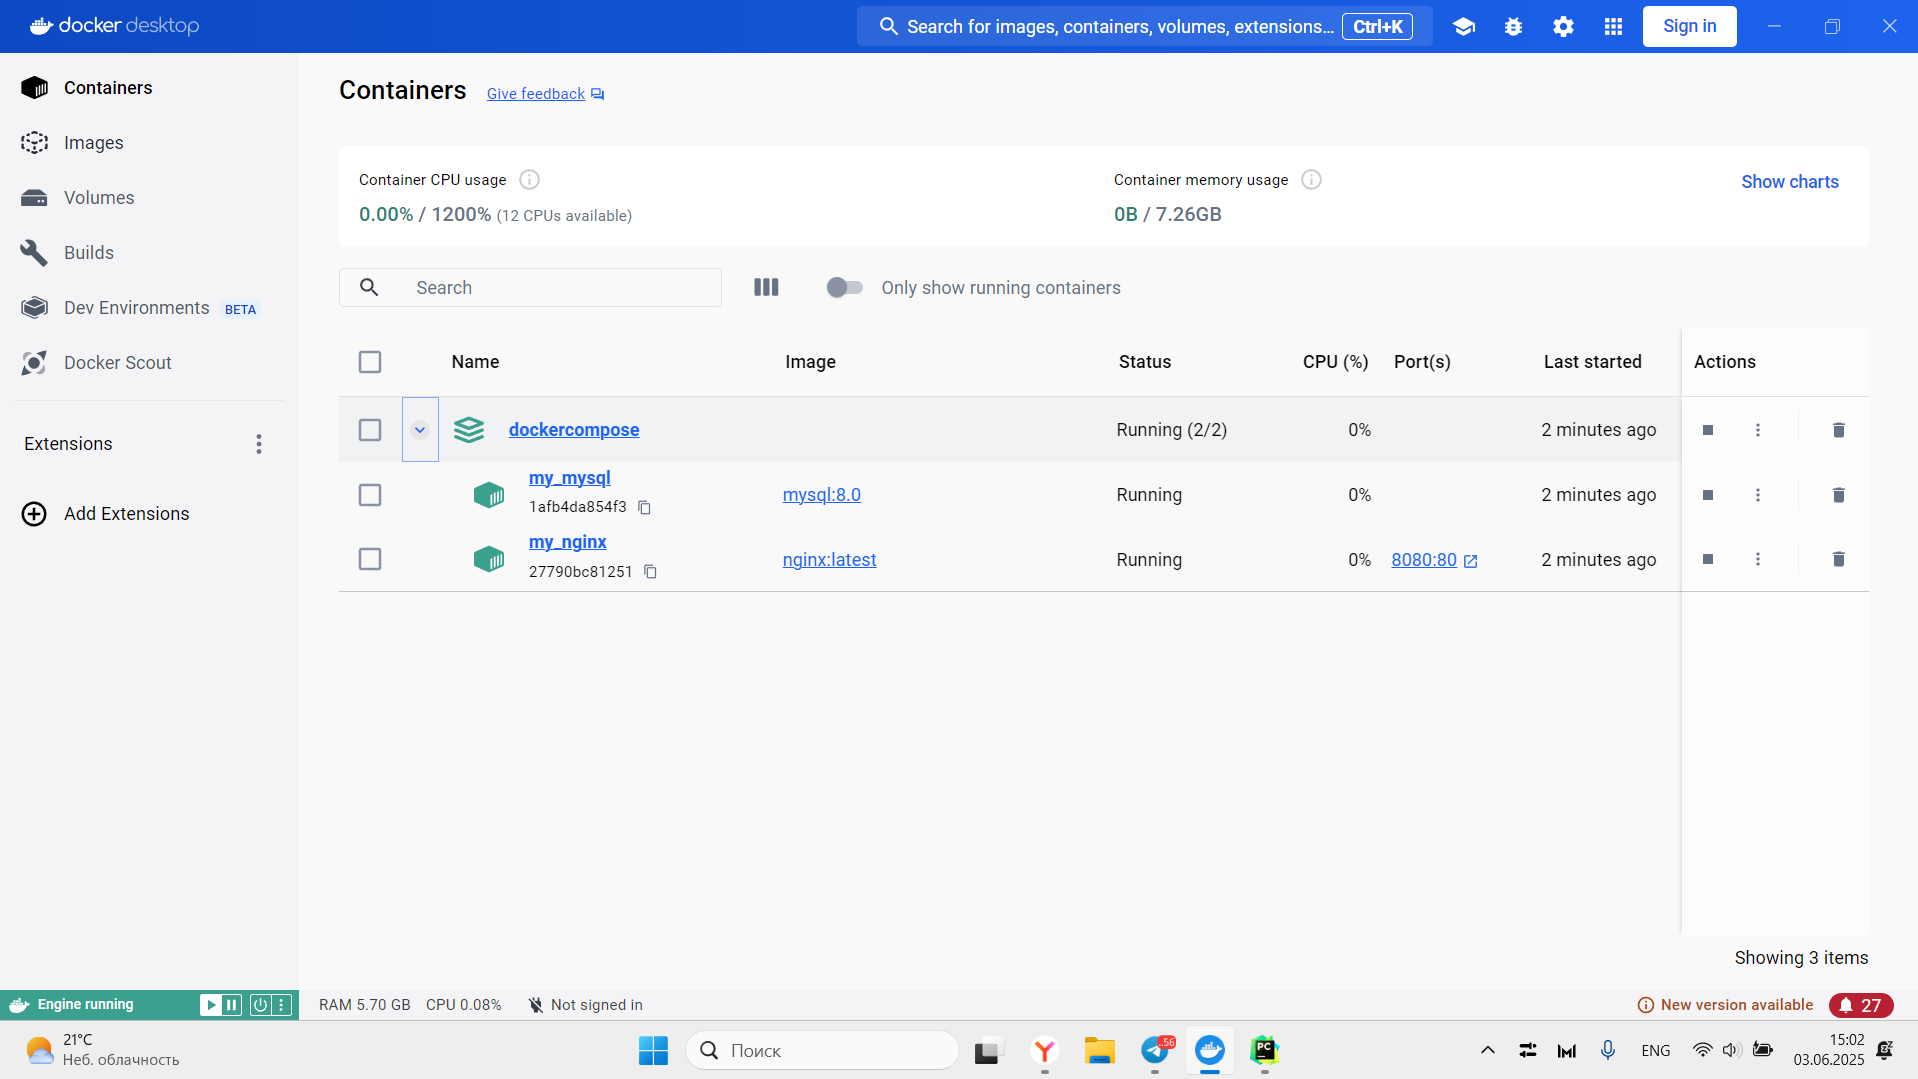 docker desktop
Search for images, containers, volumes, extensions... Ctrl+K
Sign in
Containers
Images
Volumes
Builds
Dev Environments BETA
Docker Scout
Extensions
Add Extensions
Containers Give feedback
Container CPU usage
0.00% / 1200% (12 CPUs available)
Container memory usage
0B / 7.26GB
Show charts
Search
Only show running containers
Name Image Status CPU (%) Port(s) Last started Actions
dockercompose Running (2/2) 0% 2 minutes ago
my_mysql
1afb4da854f3
mysql:8.0 Running 0% 2 minutes ago
my_nginx
27790bc81251
nginx:latest Running 0% 8080:80 2 minutes ago
Showing 3 items
Engine running
RAM 5.70 GB CPU 0.08% Not signed in
New version available 27
21°C
Неб. облачность
Поиск
Y
.56
PC
ENG
15:02
03.06.2025